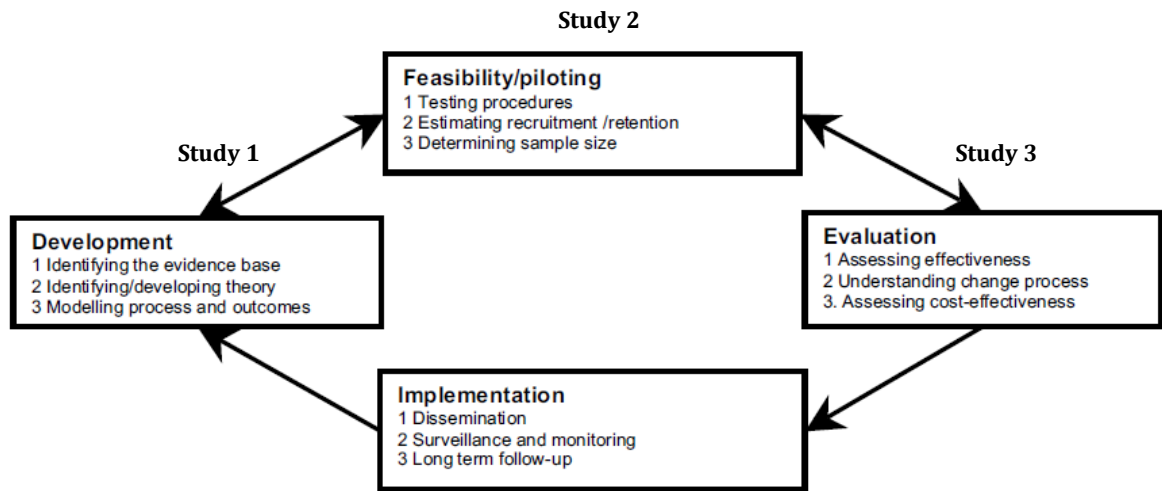 Study 2
Feasibility/piloting
1 Testing procedures
2 Estimating recruitment /retention
3 Determining sample size
Study 1
Study 3
Development
1 Identifying the evidence base
2 Identifying/developing theory
3 Modelling process and outcomes
Evaluation
1 Assessing effectiveness
2 Understanding change process
3. Assessing cost-effectiveness
Implementation
1 Dissemination
2 Surveillance and monitoring
3 Long term follow-up